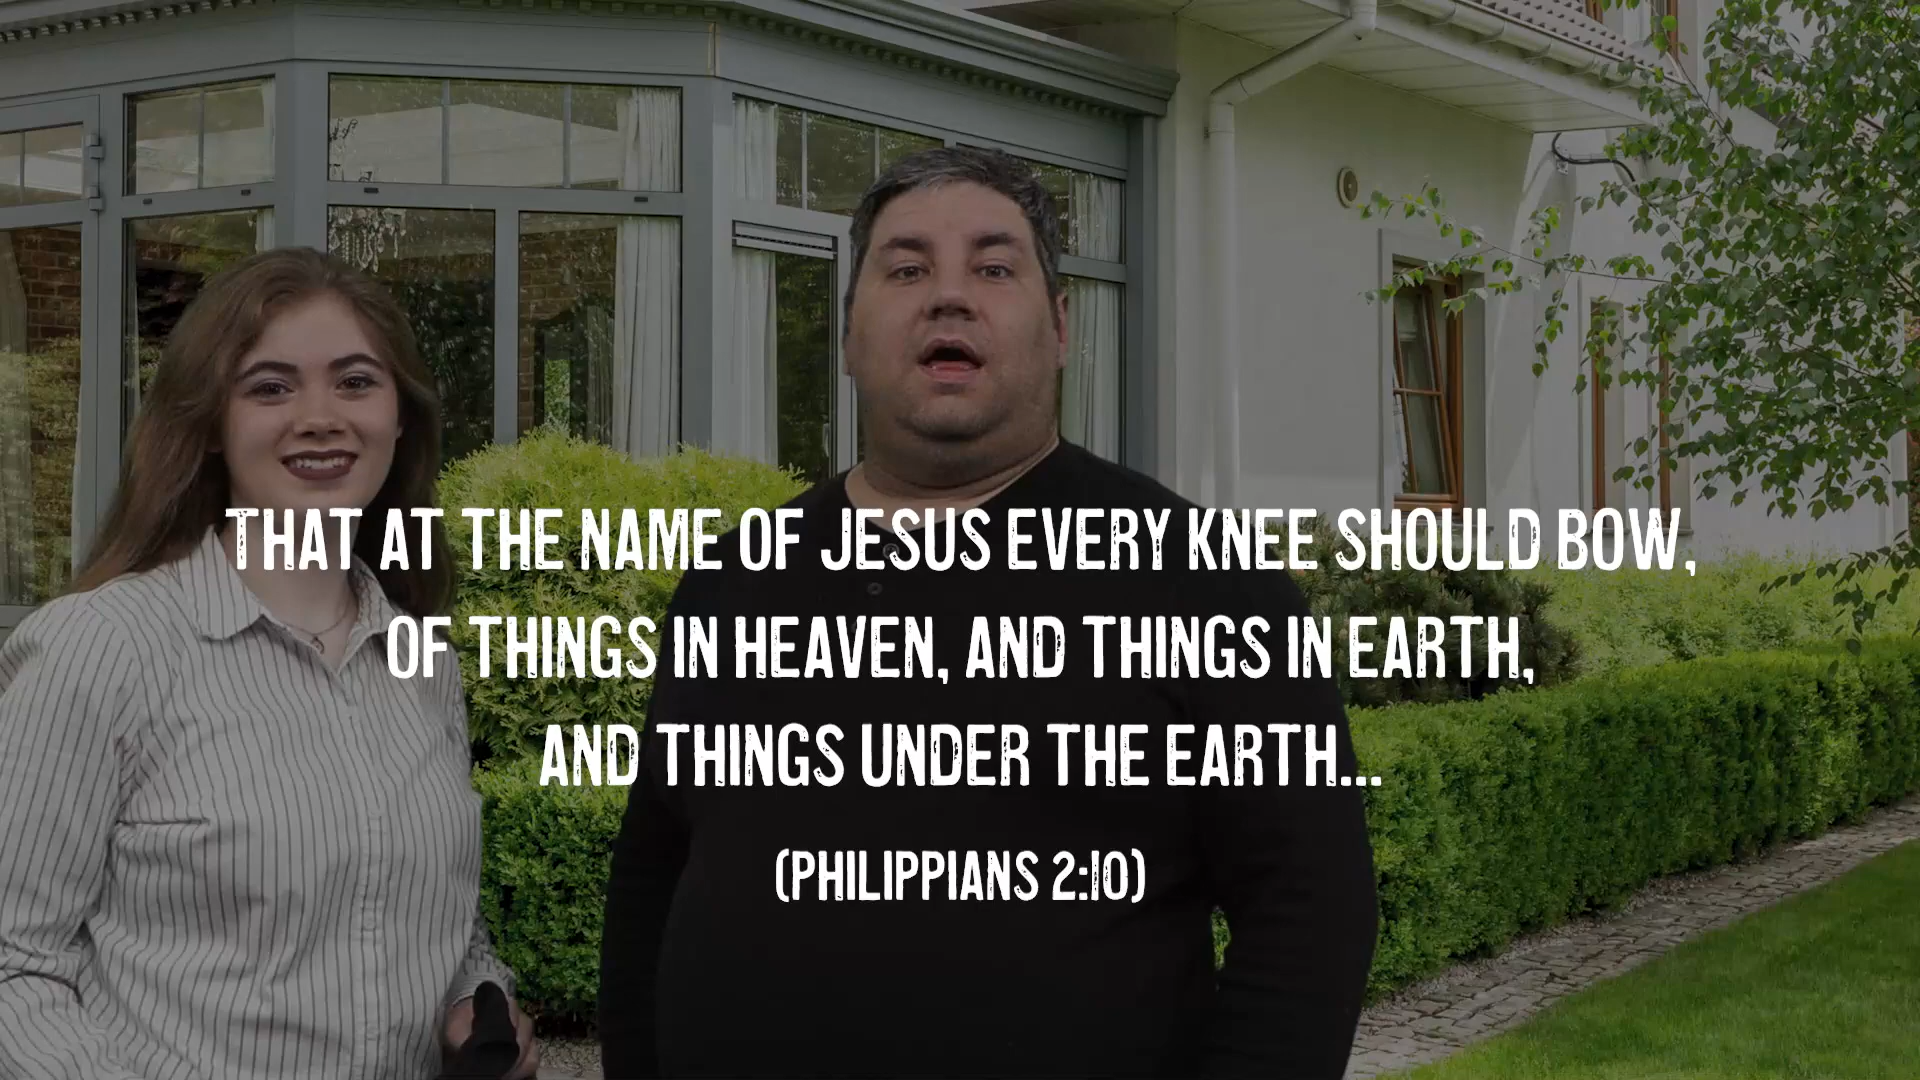 THAT AT THE NAME OF JESUS EVERY KNEE SHOULD BOW,
OF THINGS IN HEAVEN, AND THINGS IN EARTH,
AND THINGS UNDER THE EARTH...
(PHILIPPIANS 2:10)